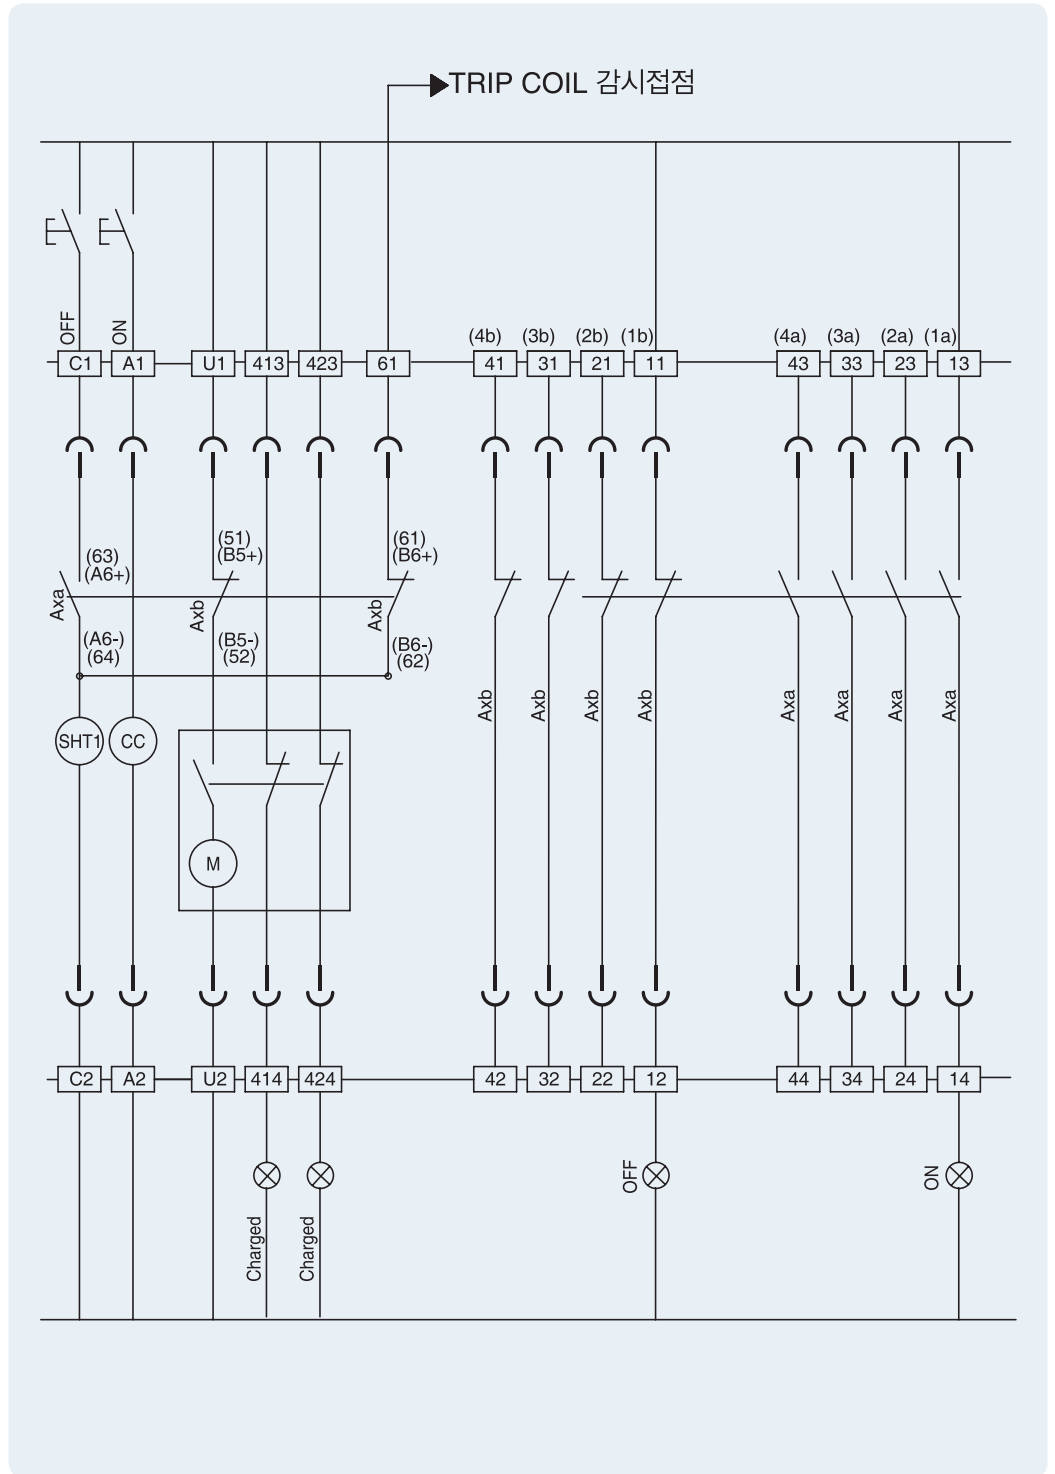 TRIP COIL 감시접점
OFF
ON
(4b) (3b) (2b) (1b) (4a) (3a) (2a) (1a)
C1 A1 U1 413 423 61 41 31 21 11 43 33 23 13
(63)
(A6+)
(51)
(B5+)
(61)
(B6+)
Axa
Axb
Axb
(A6-)
(64)
(B5-)
(52)
(B6-)
(62)
Axb Axb Axb Axb Axa Axa Axa Axa
SHT1 CC
M
C2 A2 U2 414 424 42 32 22 12 44 34 24 14
OFF
ON
Charged
Charged